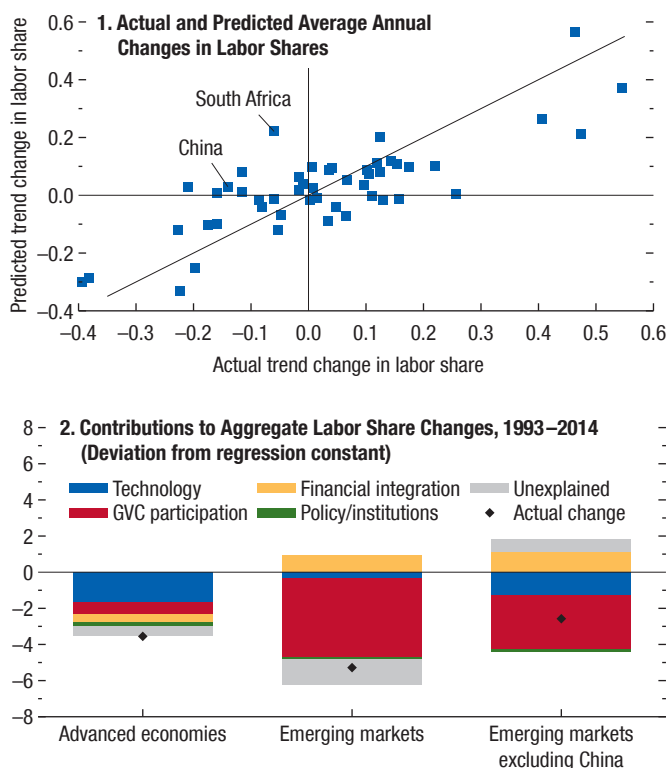 1. Actual and Predicted Average Annual
Changes in Labor Shares
Predicted trend change in labor share
0.6
0.4
0.2
0.0
–0.2
–0.4
South Africa
China
–0.4 –0.3 –0.2 –0.1 0.0 0.1 0.2 0.3 0.4 0.5 0.6
Actual trend change in labor share
2. Contributions to Aggregate Labor Share Changes, 1993–2014
(Deviation from regression constant)
Technology Financial integration Unexplained
GVC participation Policy/institutions Actual change
8
6
4
2
0
–2
–4
–6
–8
Advanced economies Emerging markets Emerging markets
excluding China